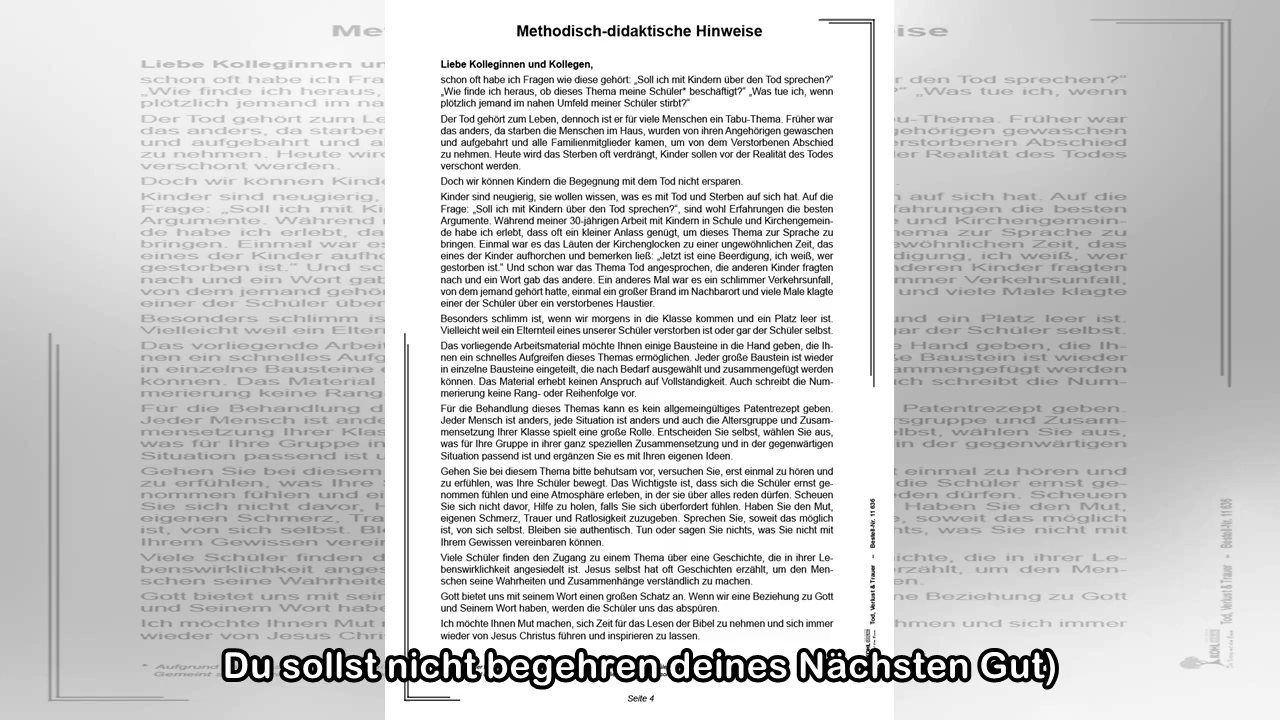 Methodisch-didaktische Hinweise
Liebe Kolleginnen und Kollegen,
schon oft habe ich Fragen wie diese gehört: „Soll ich mit Kindern über den Tod sprechen?“
„Wie finde ich heraus, ob dieses Thema meine Schüler* beschäftigt?“ „Was tue ich, wenn
plötzlich jemand im nahen Umfeld meiner Schüler stirbt?“
Der Tod gehört zum Leben, dennoch ist er für viele Menschen ein Tabu-Thema. Früher war
das anders, da starben die Menschen im Haus, wurden von ihren Angehörigen gewaschen
und aufgebahrt und alle Familienmitglieder kamen, um von dem Verstorbenen Abschied
zu nehmen. Heute wird das Sterben oft verdrängt, Kinder sollen vor der Realität des Todes
verschont werden.
Doch wir können Kindern die Begegnung mit dem Tod nicht ersparen.
Kinder sind neugierig, sie wollen wissen, was es mit Tod und Sterben auf sich hat. Auf die
Frage: „Soll ich mit Kindern über den Tod sprechen?“, sind wohl Erfahrungen die besten
Argumente. Während meiner 30-jährigen Arbeit mit Kindern in Schule und Kirchengemein-
de habe ich erlebt, dass oft ein kleiner Anlass genügt, um dieses Thema zur Sprache zu
bringen. Einmal war es das Läuten der Kirchenglocken zu einer ungewöhnlichen Zeit, das
eines der Kinder aufhorchen und bemerken ließ: „Jetzt ist eine Beerdigung, ich weiß, wer
gestorben ist.“ Und schon war das Thema Tod angesprochen, die anderen Kinder fragten
nach und ein Wort gab das andere. Ein anderes Mal war es ein schlimmer Verkehrsunfall,
von dem jemand gehört hatte, einmal ein großer Brand im Nachbarort und viele Male klagte
einer der Schüler über ein verstorbenes Haustier.
Besonders schlimm ist, wenn wir morgens in die Klasse kommen und ein Platz leer ist.
Vielleicht weil ein Elternteil eines unserer Schüler verstorben ist oder gar der Schüler selbst.
Das vorliegende Arbeitsmaterial möchte Ihnen einige Bausteine in die Hand geben, die Ih-
nen ein schnelles Aufgreifen dieses Themas ermöglichen. Jeder große Baustein ist wieder
in einzelne Bausteine eingeteilt, die nach Bedarf ausgewählt und zusammengefügt werden
können. Das Material erhebt keinen Anspruch auf Vollständigkeit. Auch schreibt die Num-
merierung keine Rang- oder Reihenfolge vor.
Für die Behandlung dieses Themas kann es kein allgemeingültiges Patentrezept geben.
Jeder Mensch ist anders, jede Situation ist anders und auch die Altersgruppe und Zusam-
mensetzung Ihrer Klasse spielt eine große Rolle. Entscheiden Sie selbst, wählen Sie aus,
was für Ihre Gruppe in ihrer ganz speziellen Zusammensetzung und in der gegenwärtigen
Situation passend ist und ergänzen Sie es mit Ihren eigenen Ideen.
Gehen Sie bei diesem Thema bitte behutsam vor, versuchen Sie, erst einmal zu hören und
zu erfühlen, was Ihre Schüler bewegt. Das Wichtigste ist, dass sich die Schüler ernst ge-
nommen fühlen und eine Atmosphäre erleben, in der sie über alles reden dürfen. Scheuen
Sie sich nicht davor, Hilfe zu holen, falls Sie sich überfordert fühlen. Haben Sie den Mut,
eigenen Schmerz, Trauer und Ratlosigkeit zuzugeben. Sprechen Sie, soweit das möglich
ist, von sich selbst. Bleiben sie authentisch. Tun oder sagen Sie nichts, was Sie nicht mit
Ihrem Gewissen vereinbaren können.
Viele Schüler finden den Zugang zu einem Thema über eine Geschichte, die in ihrer Le-
benswirklichkeit angesiedelt ist. Jesus selbst hat oft Geschichten erzählt, um den Men-
schen seine Wahrheiten und Zusammenhänge verständlich zu machen.
Gott bietet uns mit seinem Wort einen großen Schatz an. Wenn wir eine Beziehung zu Gott
und Seinem Wort haben, werden die Schüler uns das abspüren.
Ich möchte Ihnen Mut machen, sich Zeit für das Lesen der Bibel zu nehmen und sich immer
wieder von Jesus Christus führen und inspirieren zu lassen.
Du sollst nicht begehren deines Nächsten Gut)
Seite 4
Tod, Verlust & Trauer – Bestell-Nr. 11 636